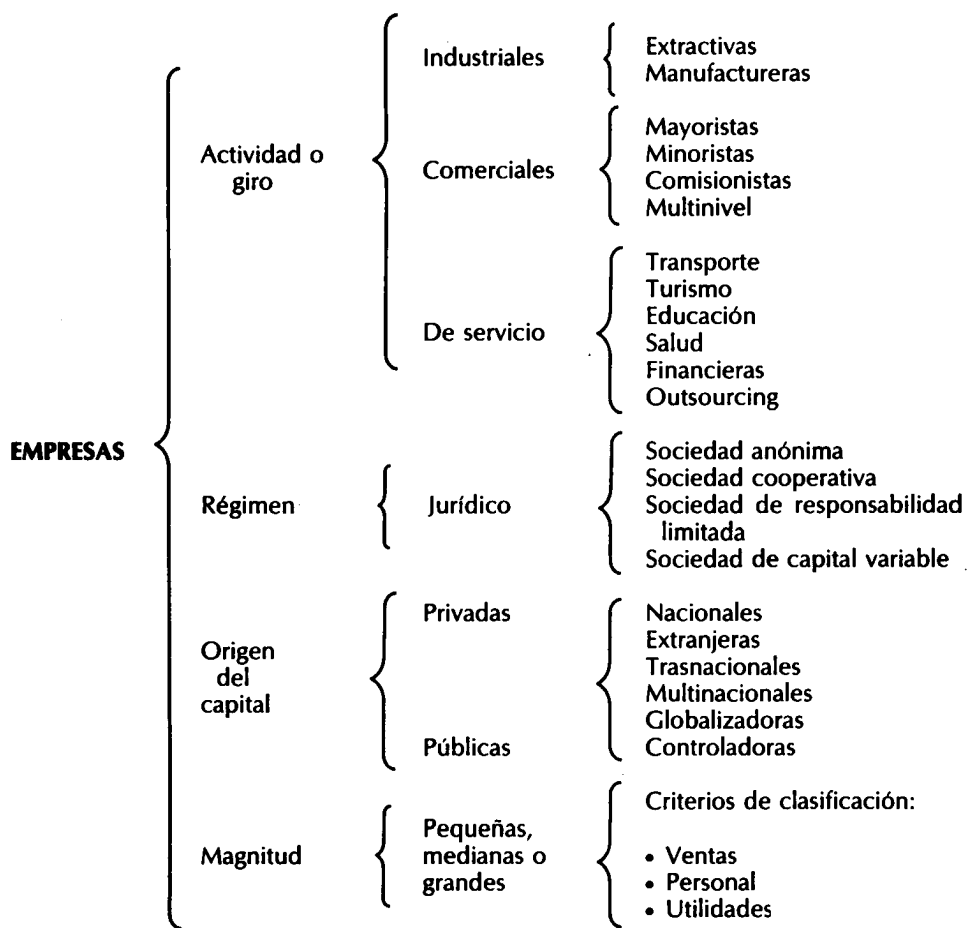 EMPRESAS
Actividad o
giro
Industriales
Extractivas
Manufactureras
Comerciales
Mayoristas
Minoristas
Comisionistas
Multinivel
De servicio
Transporte
Turismo
Educación
Salud
Financieras
Outsourcing
Régimen
Jurídico
Sociedad anónima
Sociedad cooperativa
Sociedad de responsabilidad
limitada
Sociedad de capital variable
Origen
del
capital
Privadas
Públicas
Nacionales
Extranjeras
Trasnacionales
Multinacionales
Globalizadoras
Controladoras
Magnitud
Pequeñas,
medianas o
grandes
Criterios de clasificación:
• Ventas
• Personal
• Utilidades